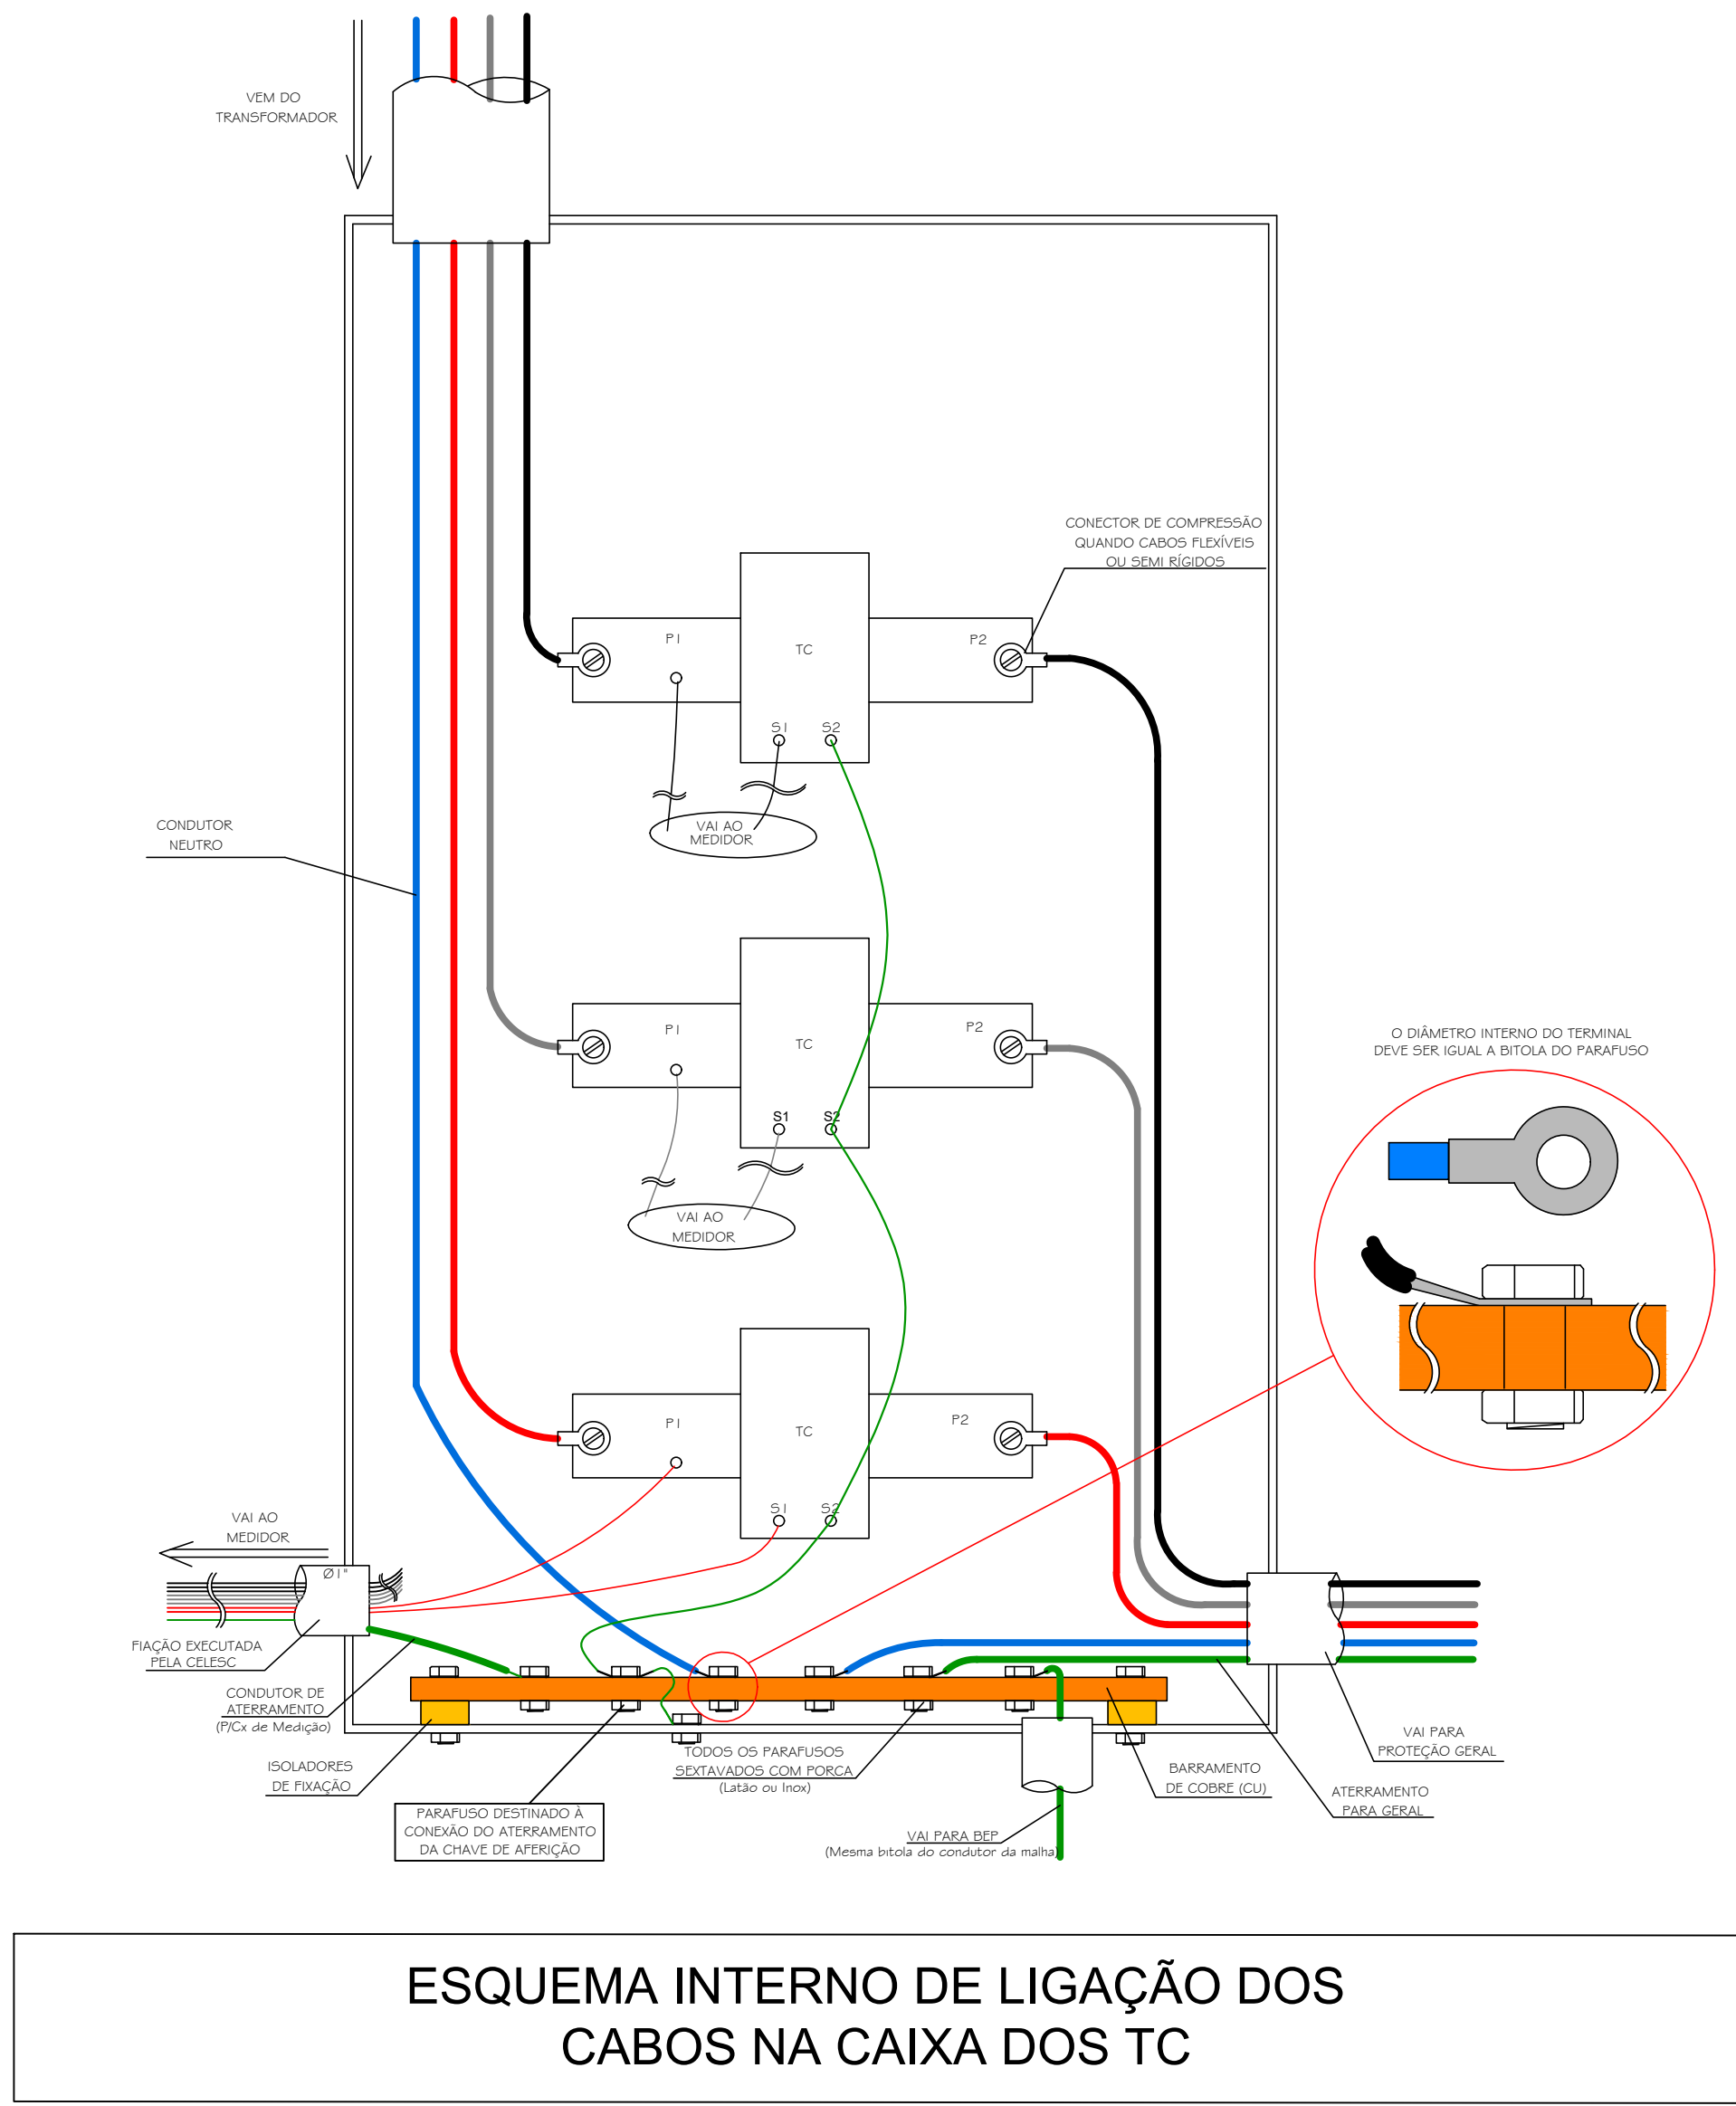 VEM DO
TRANSFORMADOR
CONECTOR DE COMPRESSÃO
QUANDO CABOS FLEXÍVEIS
OU SEMI RÍGIDOS
P1
TC
P2
S1
S2
VAI AO
MEDIDOR
CONDUTOR
NEUTRO
P1
TC
P2
S1
S2
VAI AO
MEDIDOR
O DIÂMETRO INTERNO DO TERMINAL
DEVE SER IGUAL A BITOLA DO PARAFUSO
P1
TC
P2
S1
S2
VAI AO
MEDIDOR
Ø1"
FIAÇÃO EXECUTADA
PELA CELESC
CONDUTOR DE
ATERRAMENTO
(P/Cx de Medição)
ISOLADORES
DE FIXAÇÃO
PARAFUSO DESTINADO À
CONEXÃO DO ATERRAMENTO
DA CHAVE DE AFERIÇÃO
TODOS OS PARAFUSOS
SEXTAVADOS COM PORCA
(Latão ou Inox)
VAI PARA BEP
(Mesma bitola do condutor da malha)
BARRAMENTO
DE COBRE (CU)
VAI PARA
PROTEÇÃO GERAL
ATERRAMENTO
PARA GERAL
ESQUEMA INTERNO DE LIGAÇÃO DOS
CABOS NA CAIXA DOS TC